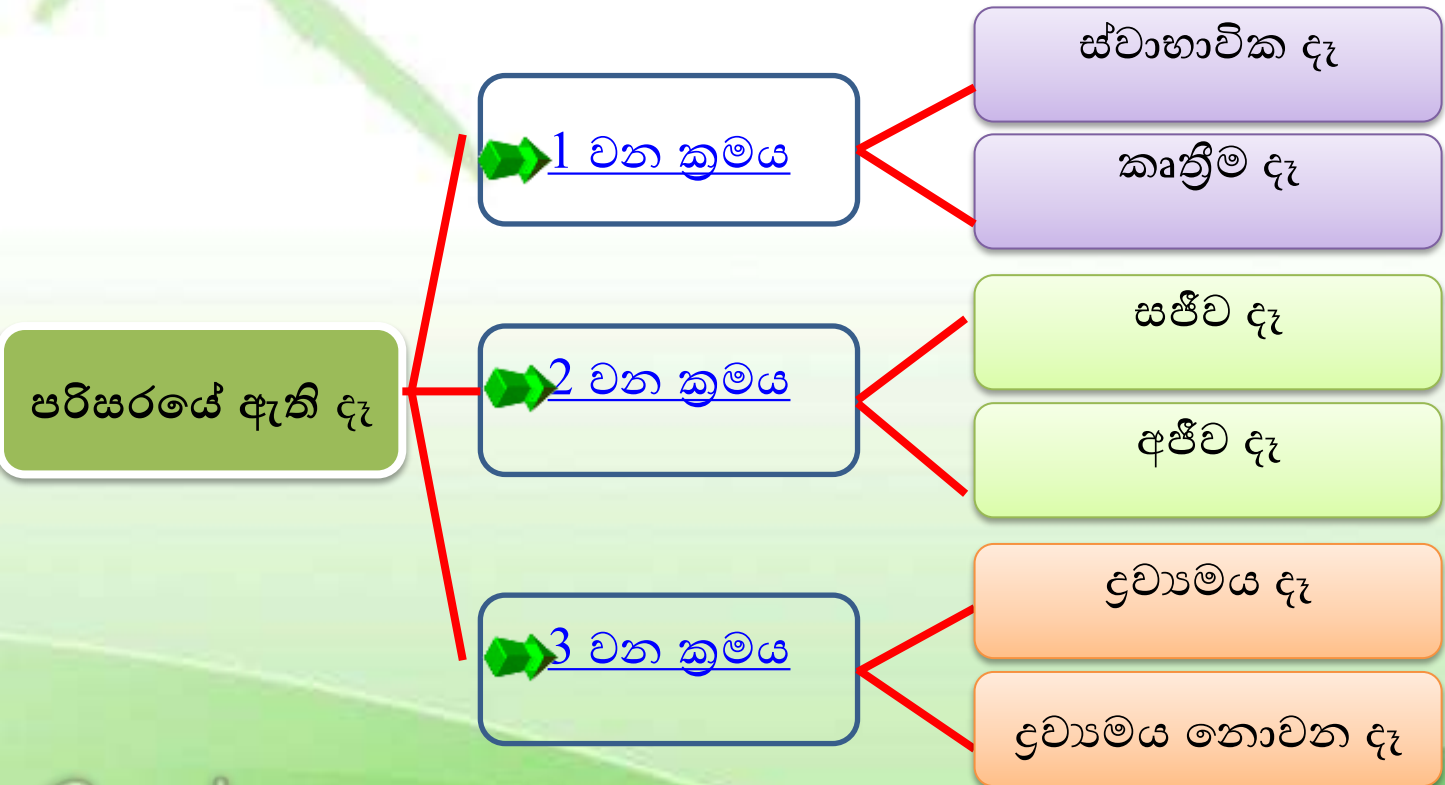 පරිසරයේ ඇති දෑ
1 වන ක්‍රමය
ස්වාභාවික දෑ
කෘත්‍රීම දෑ
2 වන ක්‍රමය
සජීව දෑ
අජීව දෑ
3 වන ක්‍රමය
ද්‍රව්‍යමය දෑ
ද්‍රව්‍යමය නොවන දෑ